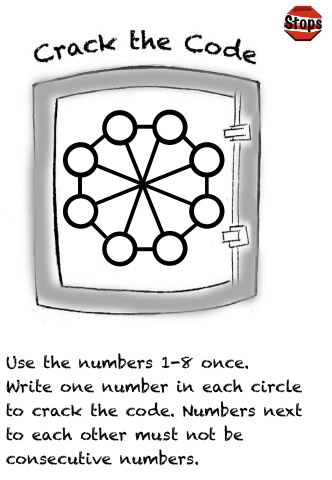 Stops
Crack the Code
Use the numbers 1-8 once.
Write one number in each circle
to crack the code. Numbers next
to each other must not be
consecutive numbers.